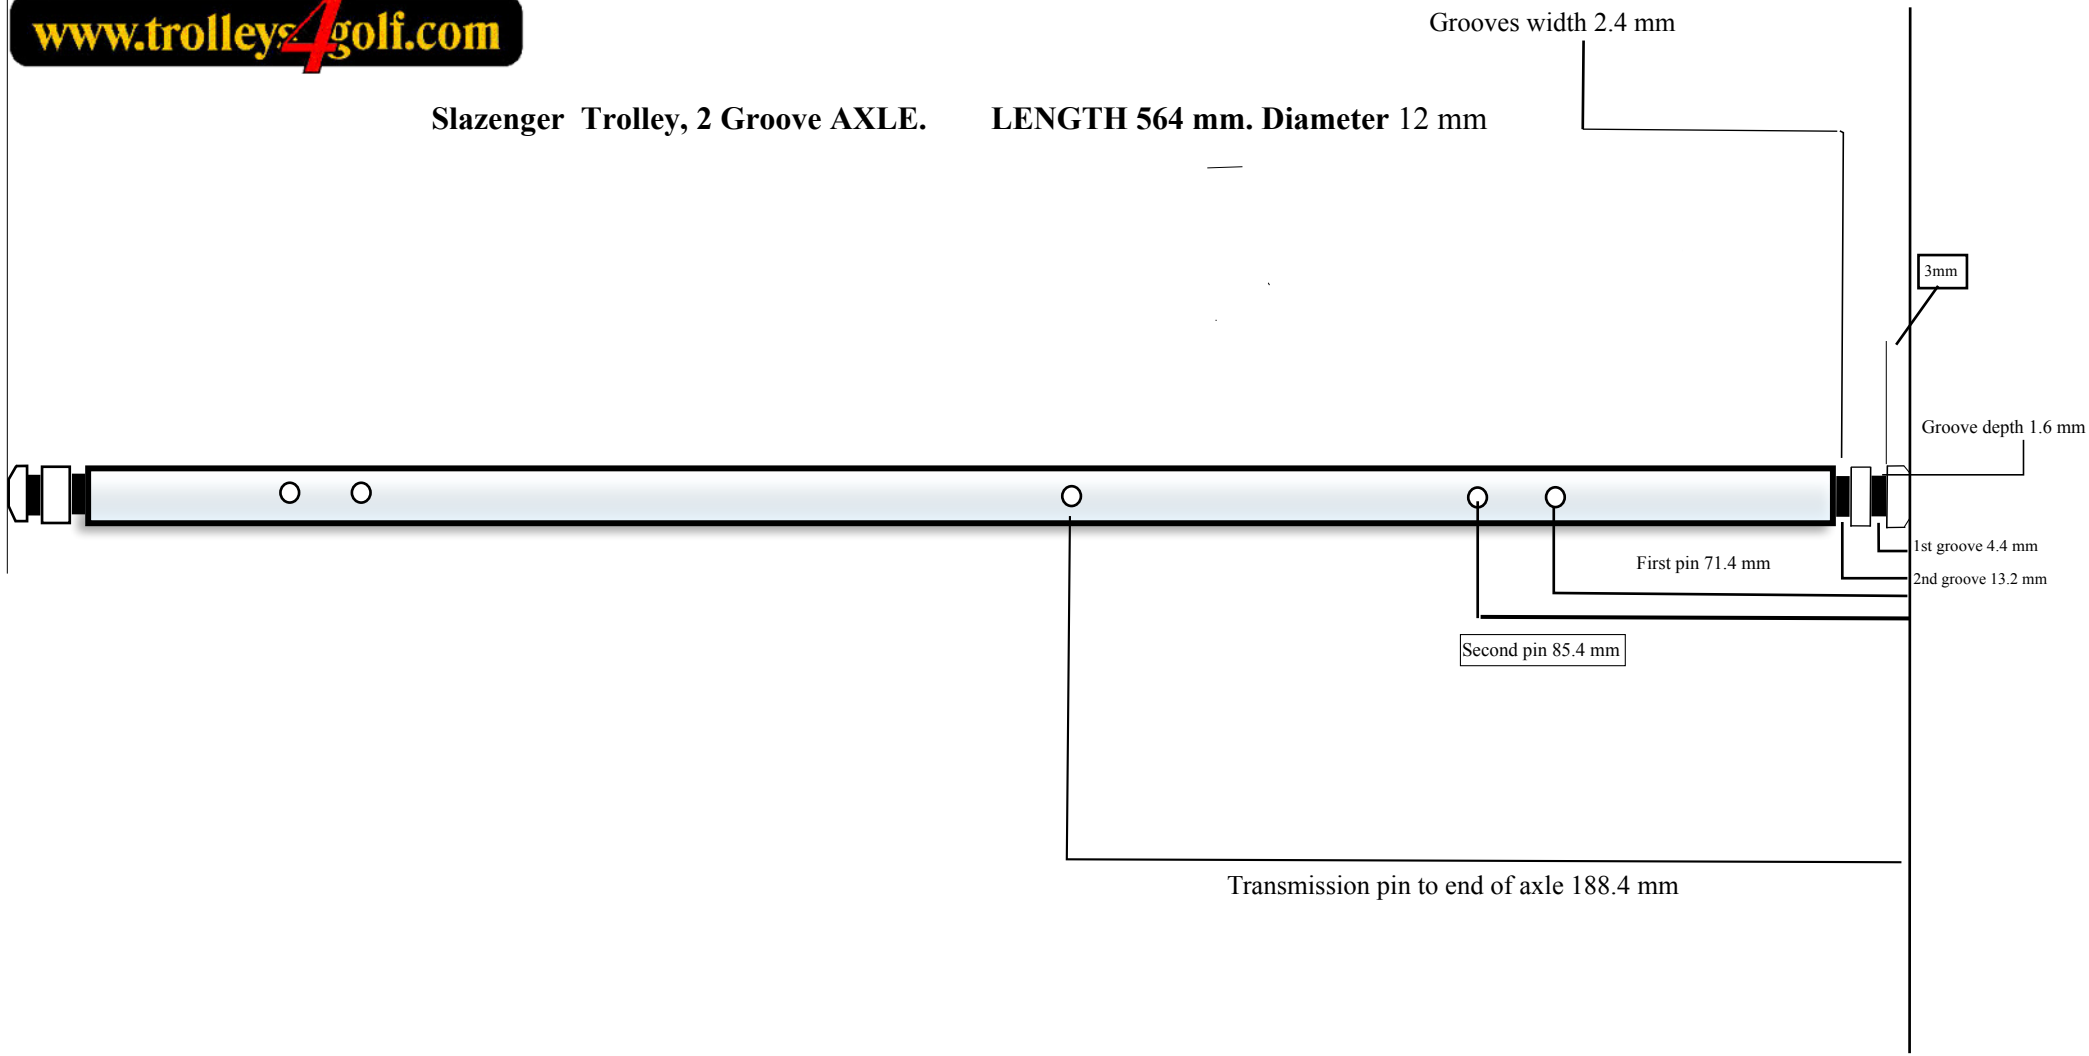 www.trolleys4golf.com
Grooves width 2.4 mm
Slazenger Trolley, 2 Groove AXLE. LENGTH 564 mm. Diameter 12 mm
3mm
Groove depth 1.6 mm
1st groove 4.4 mm
First pin 71.4 mm
2nd groove 13.2 mm
Second pin 85.4 mm
Transmission pin to end of axle 188.4 mm